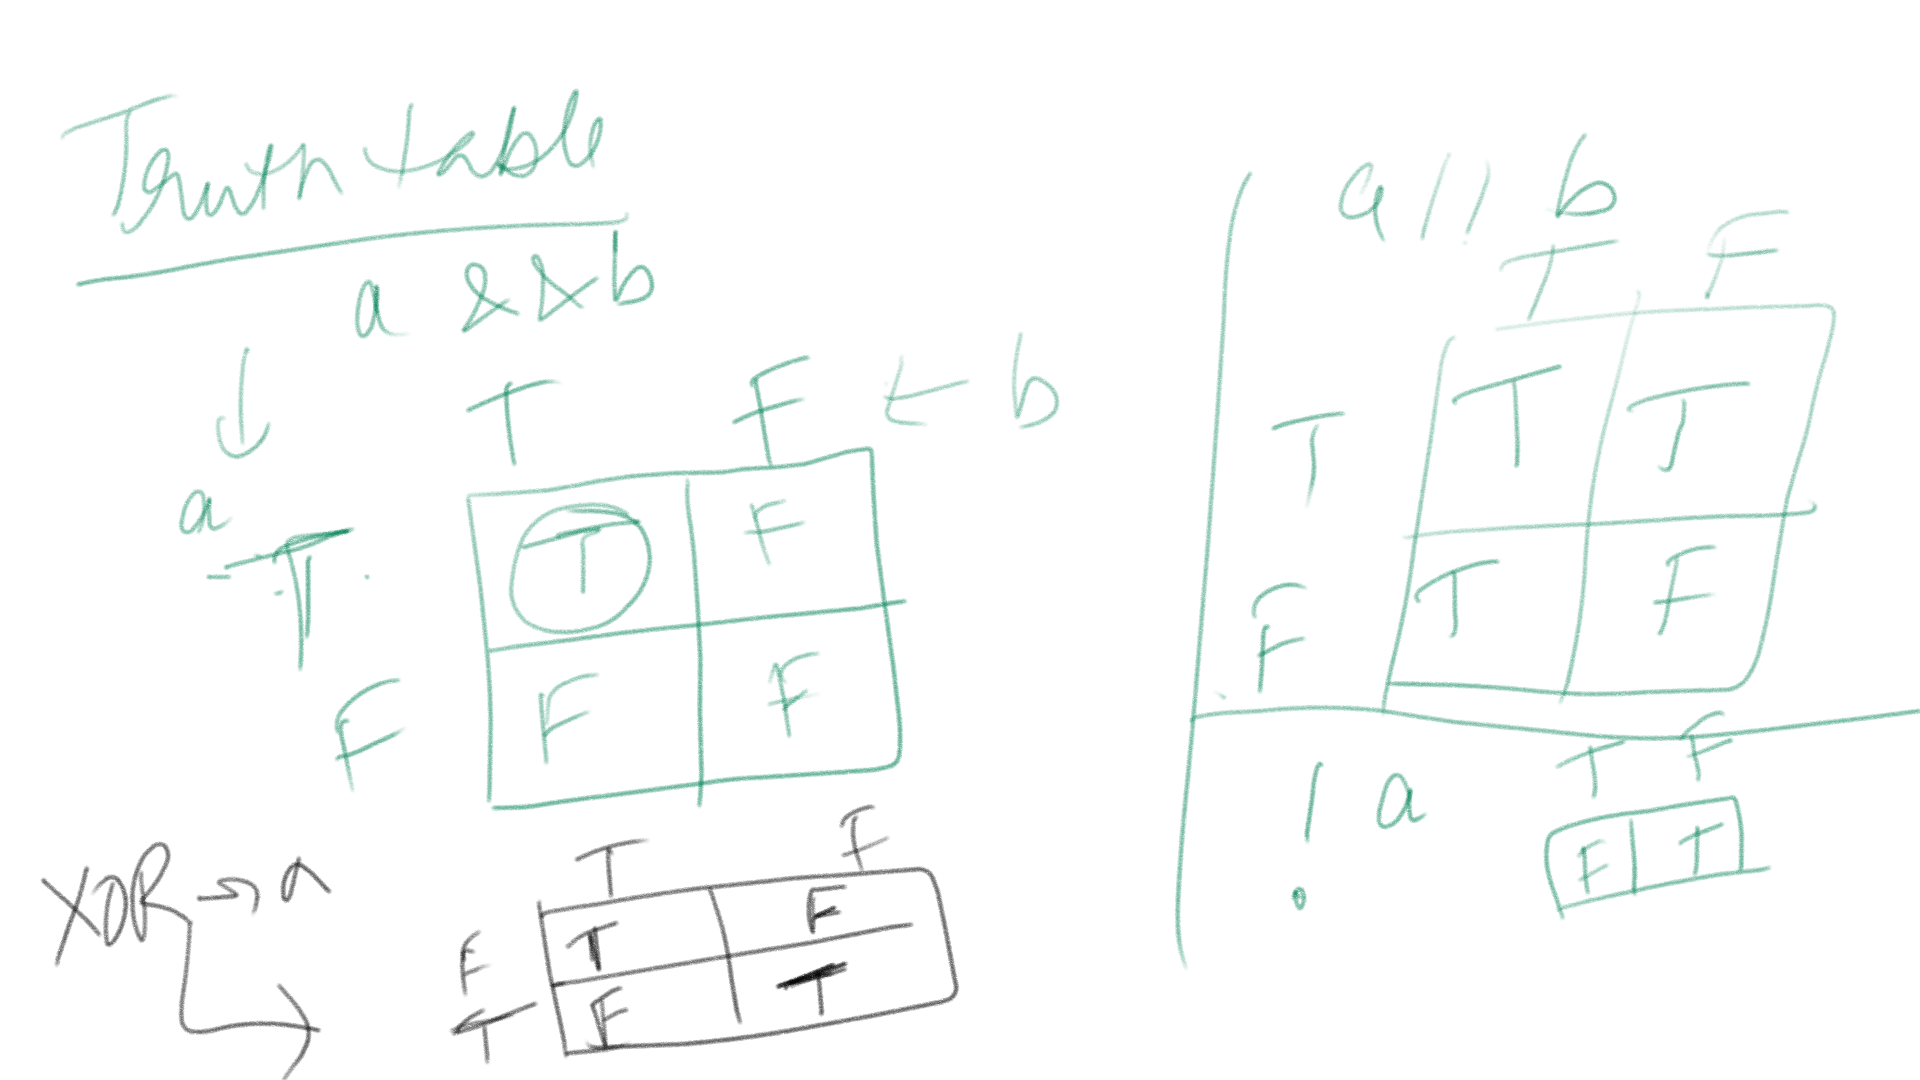 Truth table
a && b
T F ← b
↓
a
T T F
F F F
a || b
T F
T T T
F T F
! a T F
F T
XOR → a
T F
F T F
T F T